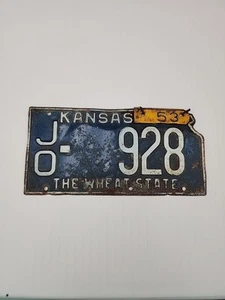 KANSAS 53
JO-928
THE WHEAT STATE